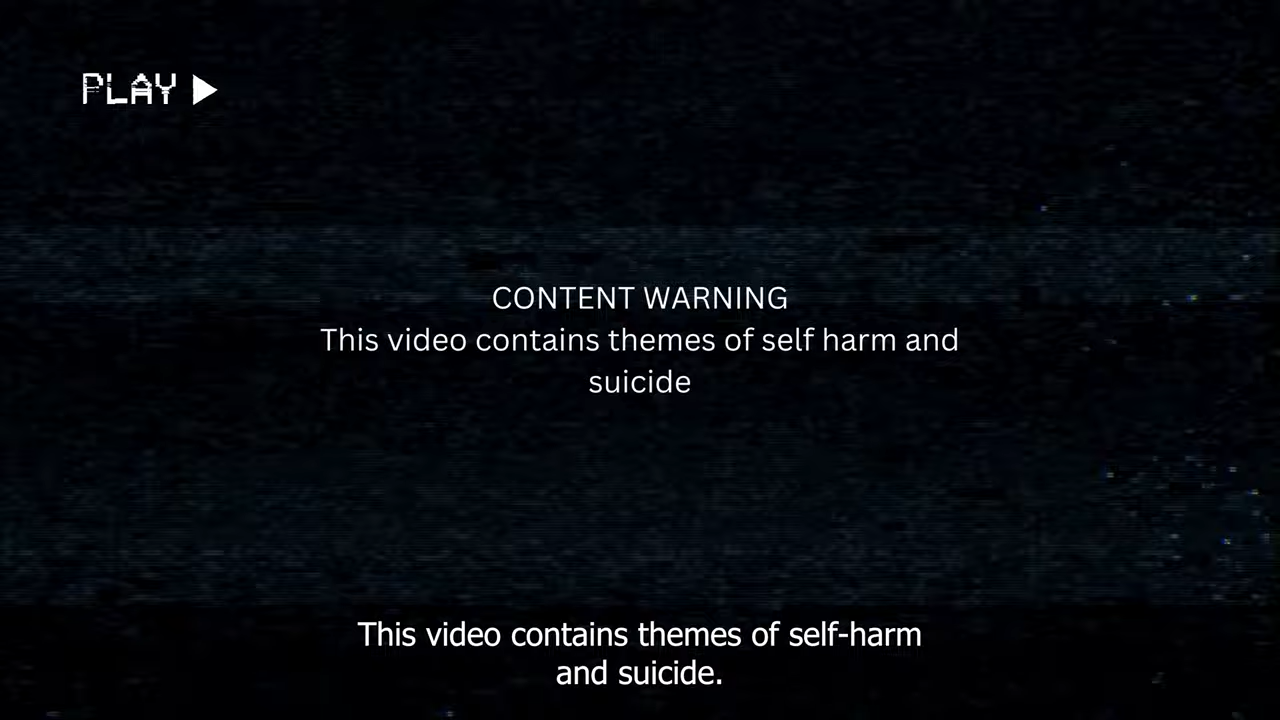 PLAY
CONTENT WARNING
This video contains themes of self harm and
suicide
This video contains themes of self-harm
and suicide.